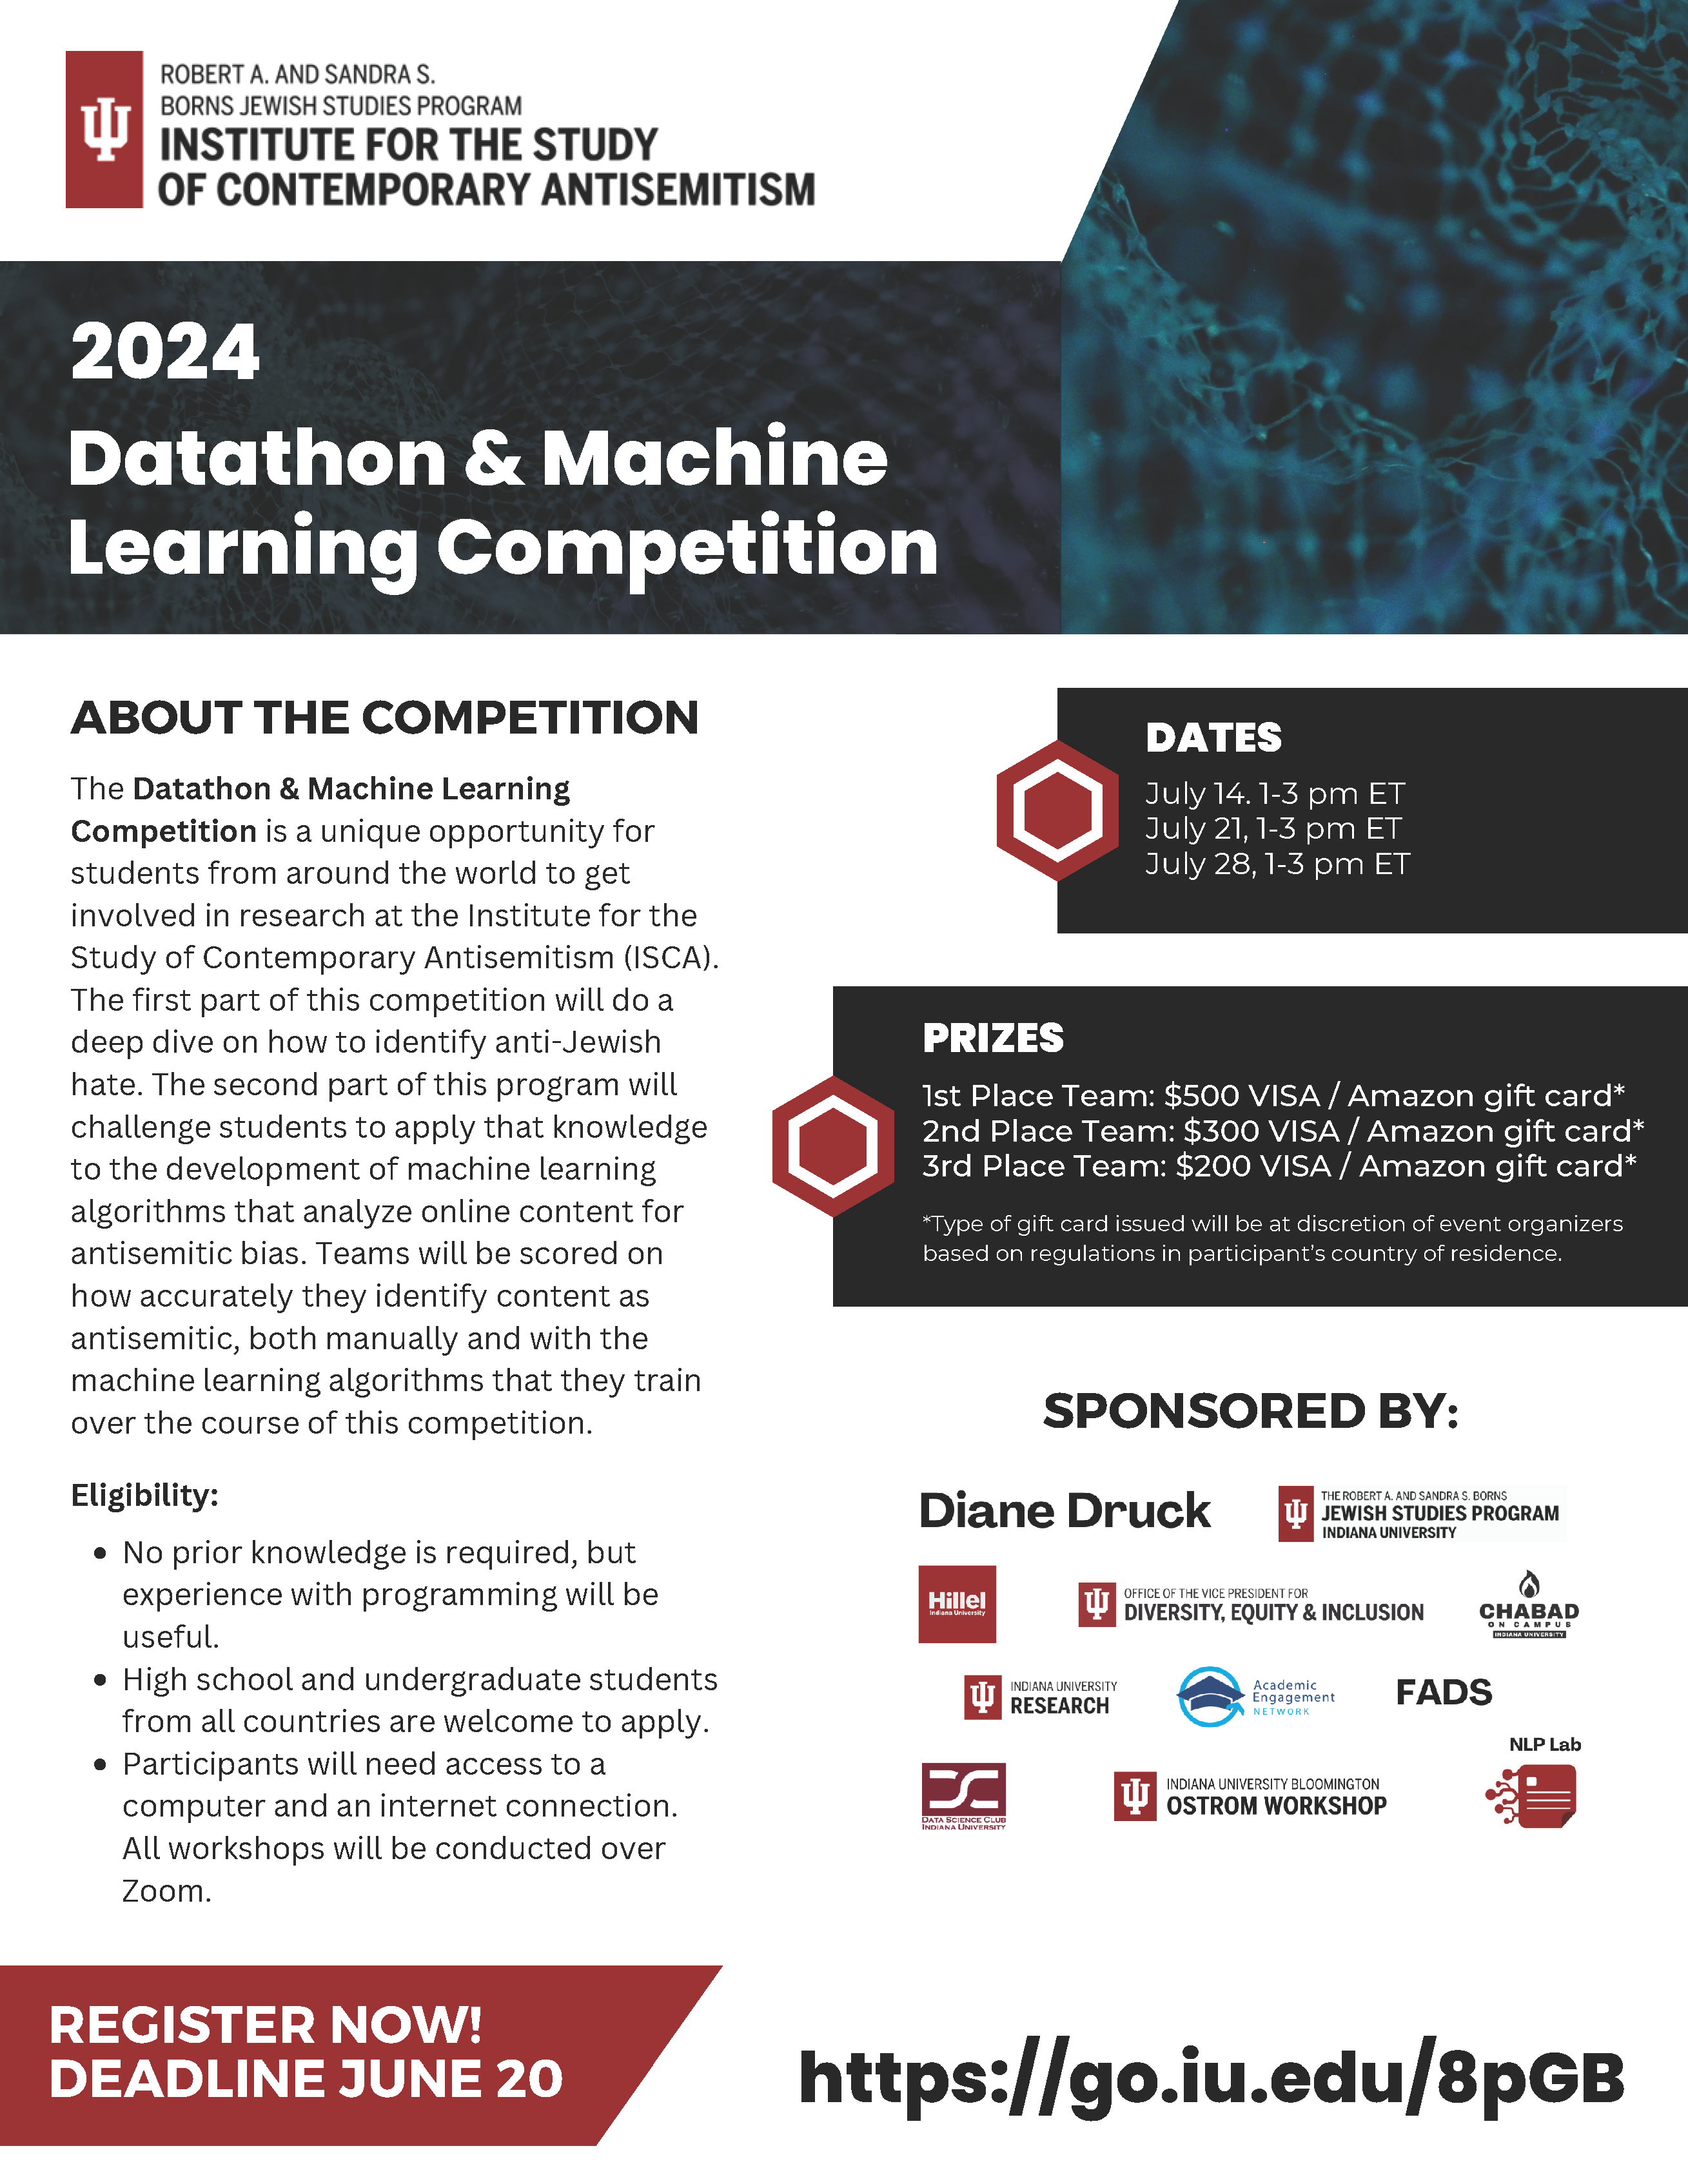 ROBERT A. AND SANDRA S.
BORNS JEWISH STUDIES PROGRAM
INSTITUTE FOR THE STUDY
OF CONTEMPORARY ANTISEMITISM
2024
Datathon & Machine
Learning Competition
ABOUT THE COMPETITION
The Datathon & Machine Learning
Competition is a unique opportunity for
students from around the world to get
involved in research at the Institute for the
Study of Contemporary Antisemitism (ISCA).
The first part of this competition will do a
deep dive on how to identify anti-Jewish
hate. The second part of this program will
challenge students to apply that knowledge
to the development of machine learning
algorithms that analyze online content for
antisemitic bias. Teams will be scored on
how accurately they identify content as
antisemitic, both manually and with the
machine learning algorithms that they train
over the course of this competition.
Eligibility:
• No prior knowledge is required, but
experience with programming will be
useful.
• High school and undergraduate students
from all countries are welcome to apply.
• Participants will need access to a
computer and an internet connection.
All workshops will be conducted over
Zoom.
DATES
July 14. 1-3 pm ET
July 21, 1-3 pm ET
July 28, 1-3 pm ET
PRIZES
1st Place Team: $500 VISA / Amazon gift card*
2nd Place Team: $300 VISA / Amazon gift card*
3rd Place Team: $200 VISA / Amazon gift card*
*Type of gift card issued will be at discretion of event organizers
based on regulations in participant's country of residence.
SPONSORED BY:
Diane Druck
THE ROBERT A. AND SANDRA S. BORNS
JEWISH STUDIES PROGRAM
INDIANA UNIVERSITY
Hillel
Indiana University
OFFICE OF THE VICE PRESIDENT FOR
DIVERSITY, EQUITY & INCLUSION
CHABAD
ON CAMPUS
INDIANA UNIVERSITY
INDIANA UNIVERSITY
RESEARCH
Academic
Engagement
NETWORK
FADS
DATA SCIENCE CLUB
INDIANA UNIVERSITY
INDIANA UNIVERSITY BLOOMINGTON
OSTROM WORKSHOP
NLP Lab
REGISTER NOW!
DEADLINE JUNE 20
https://go.iu.edu/8pGB